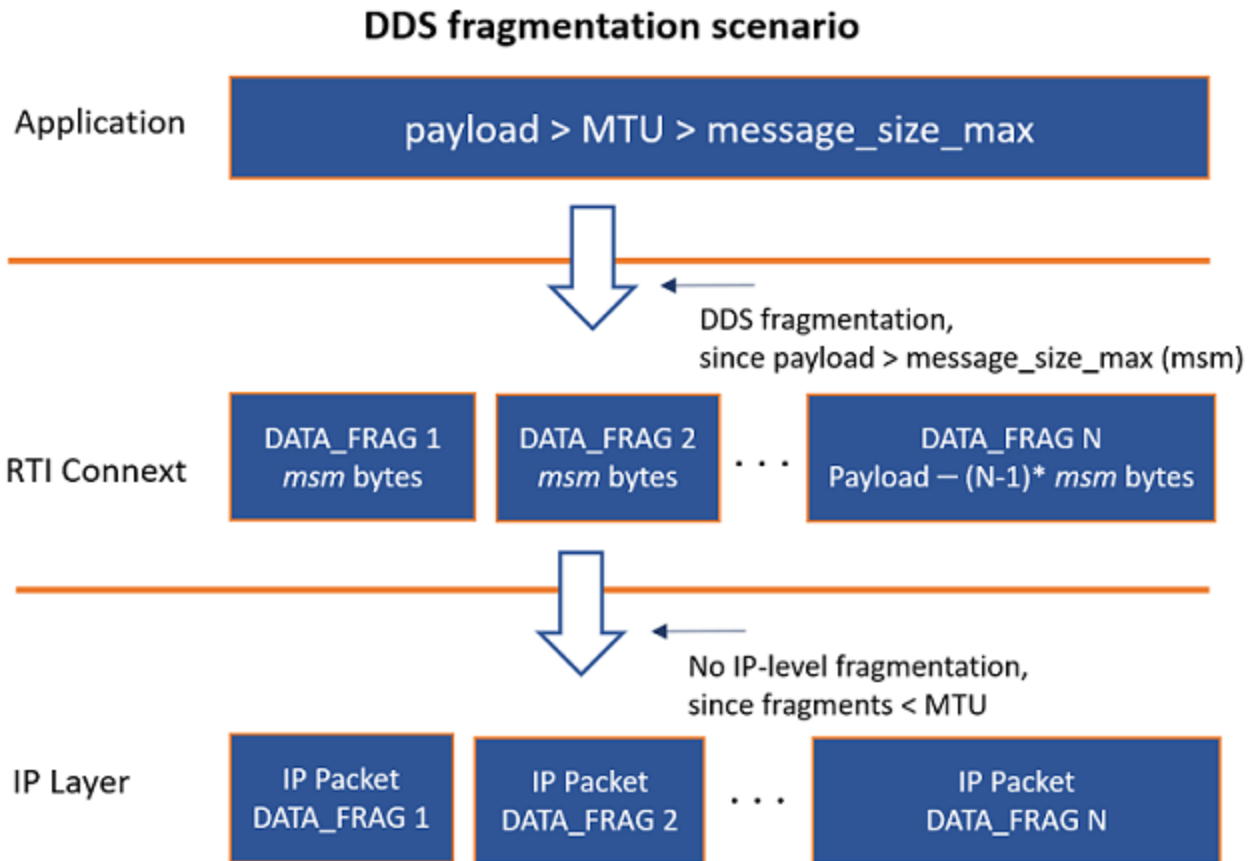 DDS fragmentation scenario
Application
payload > MTU > message_size_max
DDS fragmentation,
since payload > message_size_max (msm)
RTI Connext
DATA_FRAG 1
msm bytes
DATA_FRAG 2
msm bytes
. . .
DATA_FRAG N
Payload – (N-1)* msm bytes
No IP-level fragmentation,
since fragments < MTU
IP Layer
IP Packet
DATA_FRAG 1
IP Packet
DATA_FRAG 2
. . .
IP Packet
DATA_FRAG N